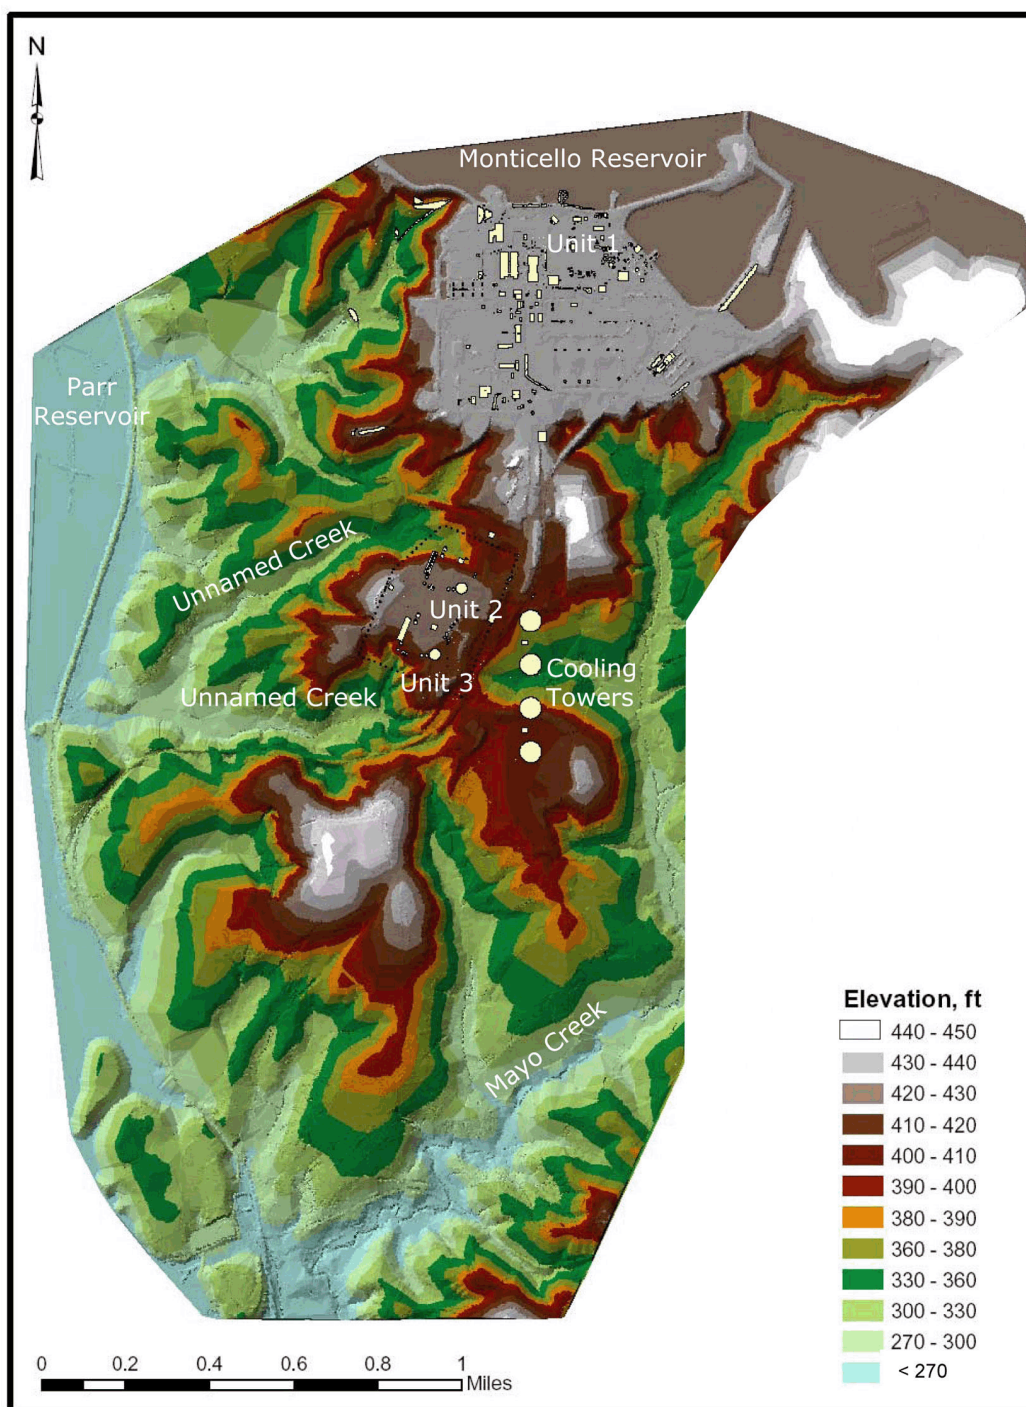 N
Monticello Reservoir
Unit 1
Parr
Reservoir
Unnamed Creek
Unit 2
Cooling
Towers
Unit 3
Unnamed Creek
Mayo Creek
Elevation, ft
440 - 450
430 - 440
420 - 430
410 - 420
400 - 410
390 - 400
380 - 390
360 - 380
330 - 360
300 - 330
270 - 300
< 270
0 0.2 0.4 0.6 0.8 1
Miles